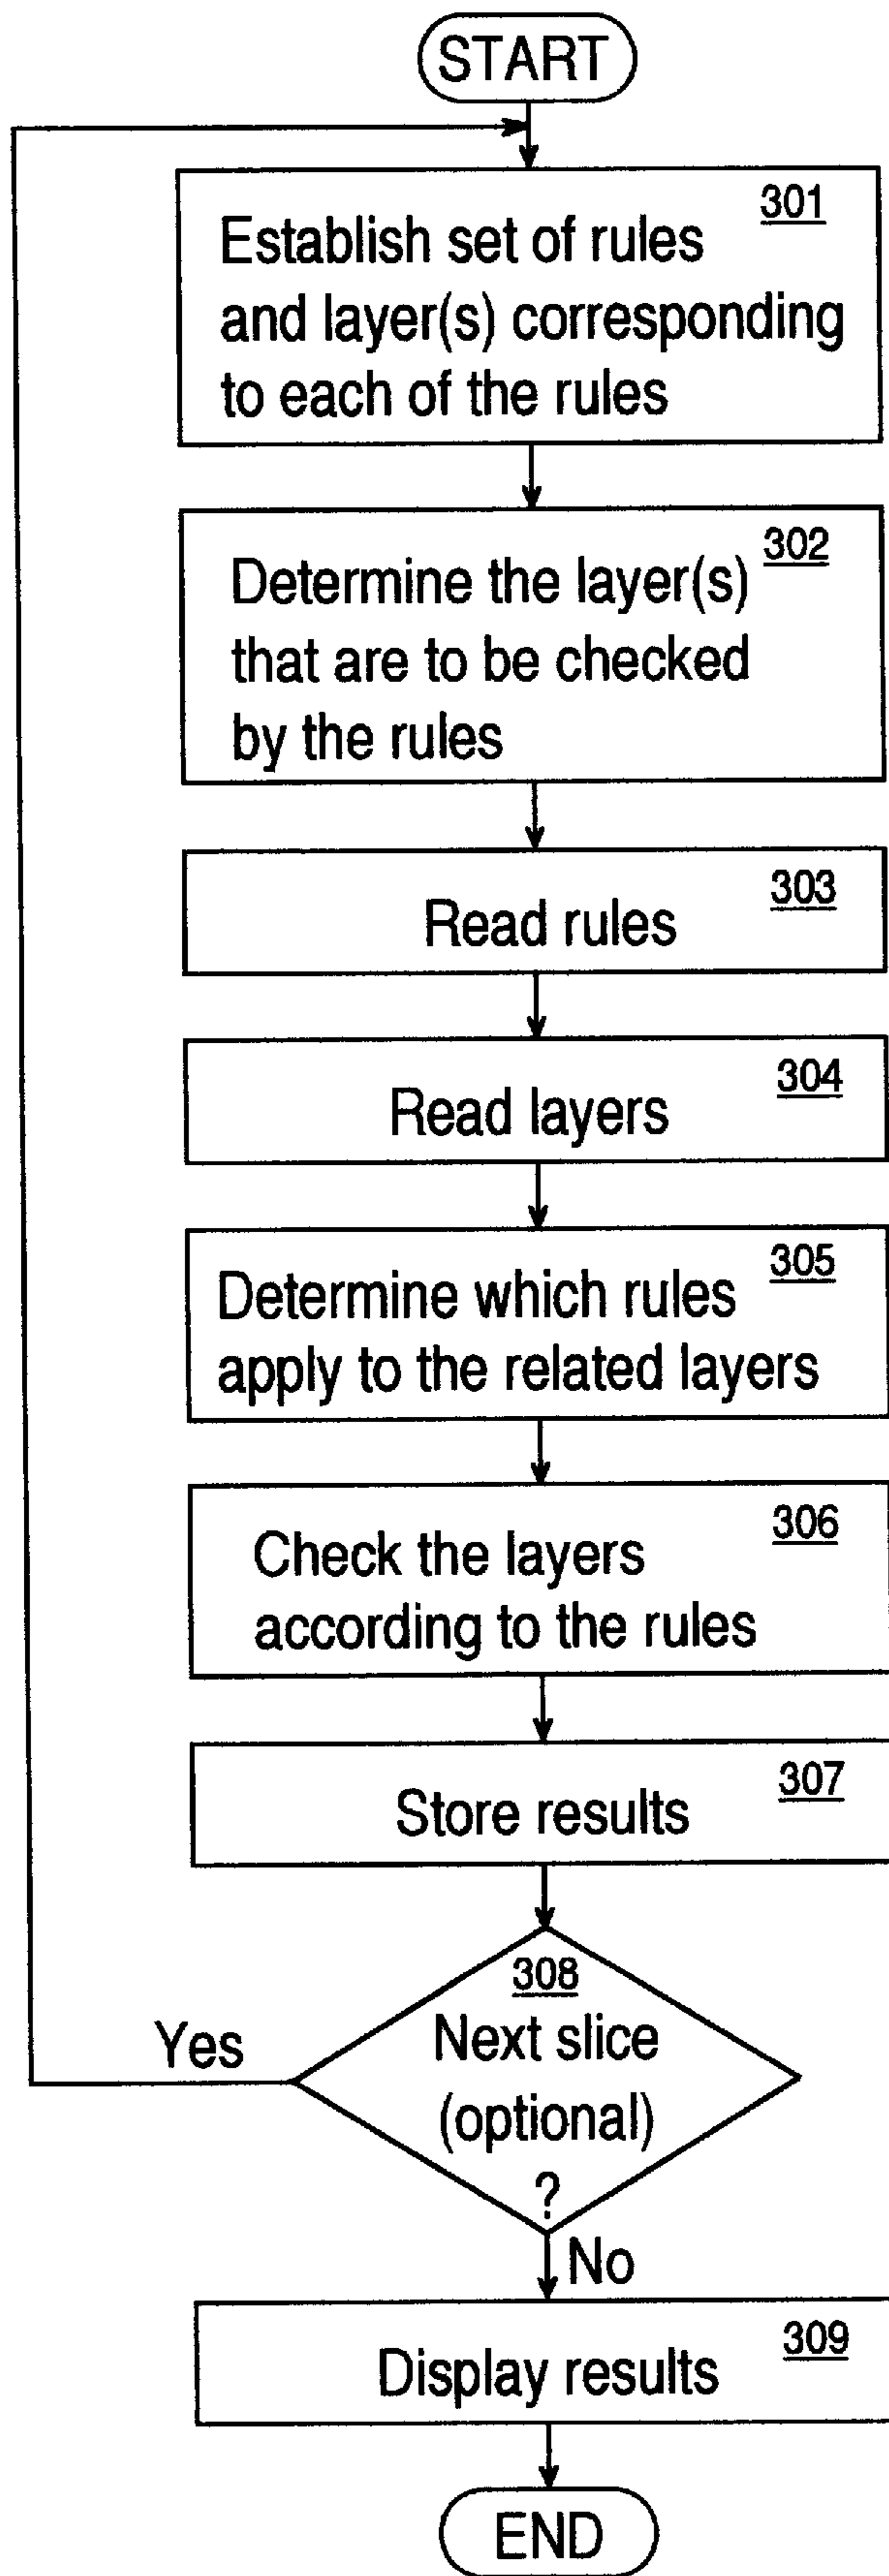 START
301
Establish set of rules
and layer(s) corresponding
to each of the rules
302
Determine the layer(s)
that are to be checked
by the rules
303
Read rules
304
Read layers
305
Determine which rules
apply to the related layers
306
Check the layers
according to the rules
307
Store results
308
Next slice
(optional)
?
Yes
No
309
Display results
END